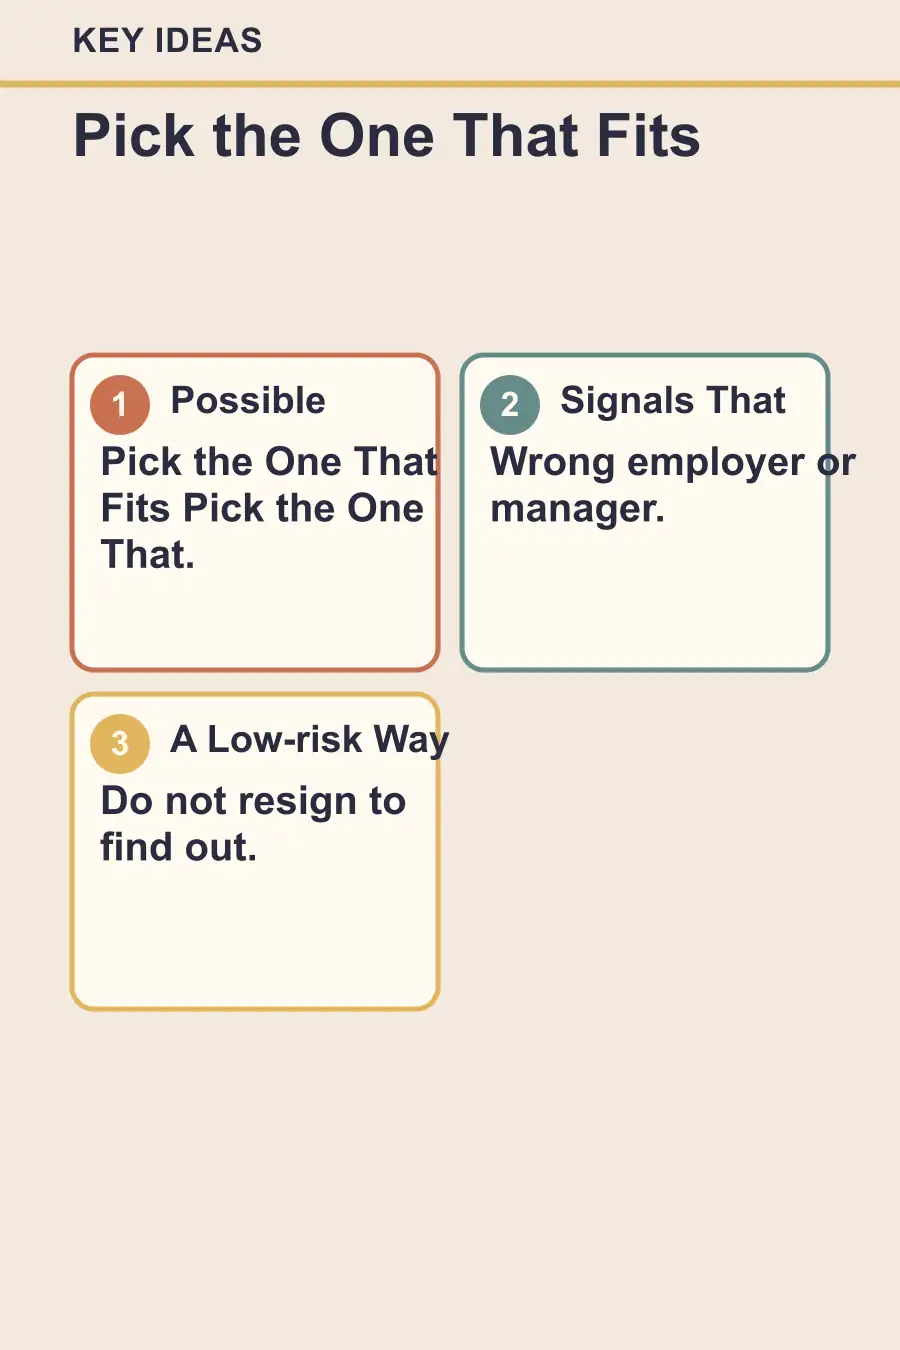 KEY IDEAS
Pick the One That Fits
1 Possible
Pick the One That
Fits Pick the One
That.
2 Signals That
Wrong employer or
manager.
3 A Low-risk Way
Do not resign to
find out.